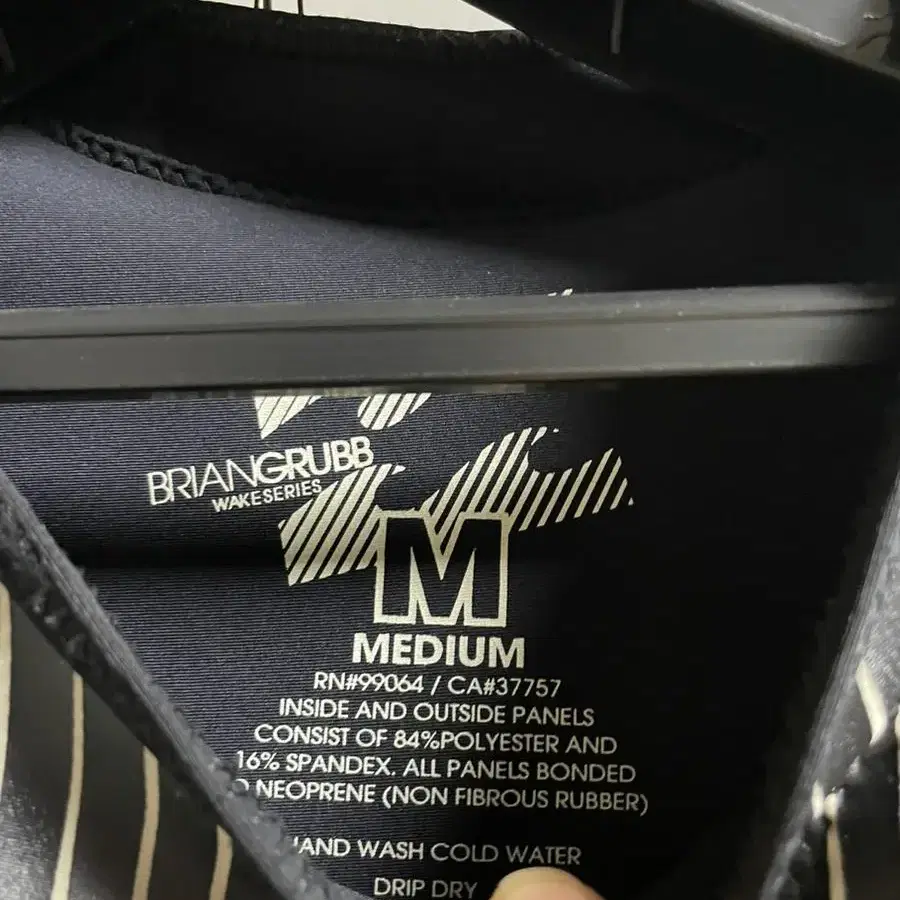 BRIANGRUBB
WAKESERIES
M
MEDIUM
RN#99064 / CA#37757
INSIDE AND OUTSIDE PANELS
CONSIST OF 84%POLYESTER AND
16% SPANDEX. ALL PANELS BONDED
NEOPRENE (NON FIBROUS RUBBER)
WASH COLD WATER
DRIP DRY